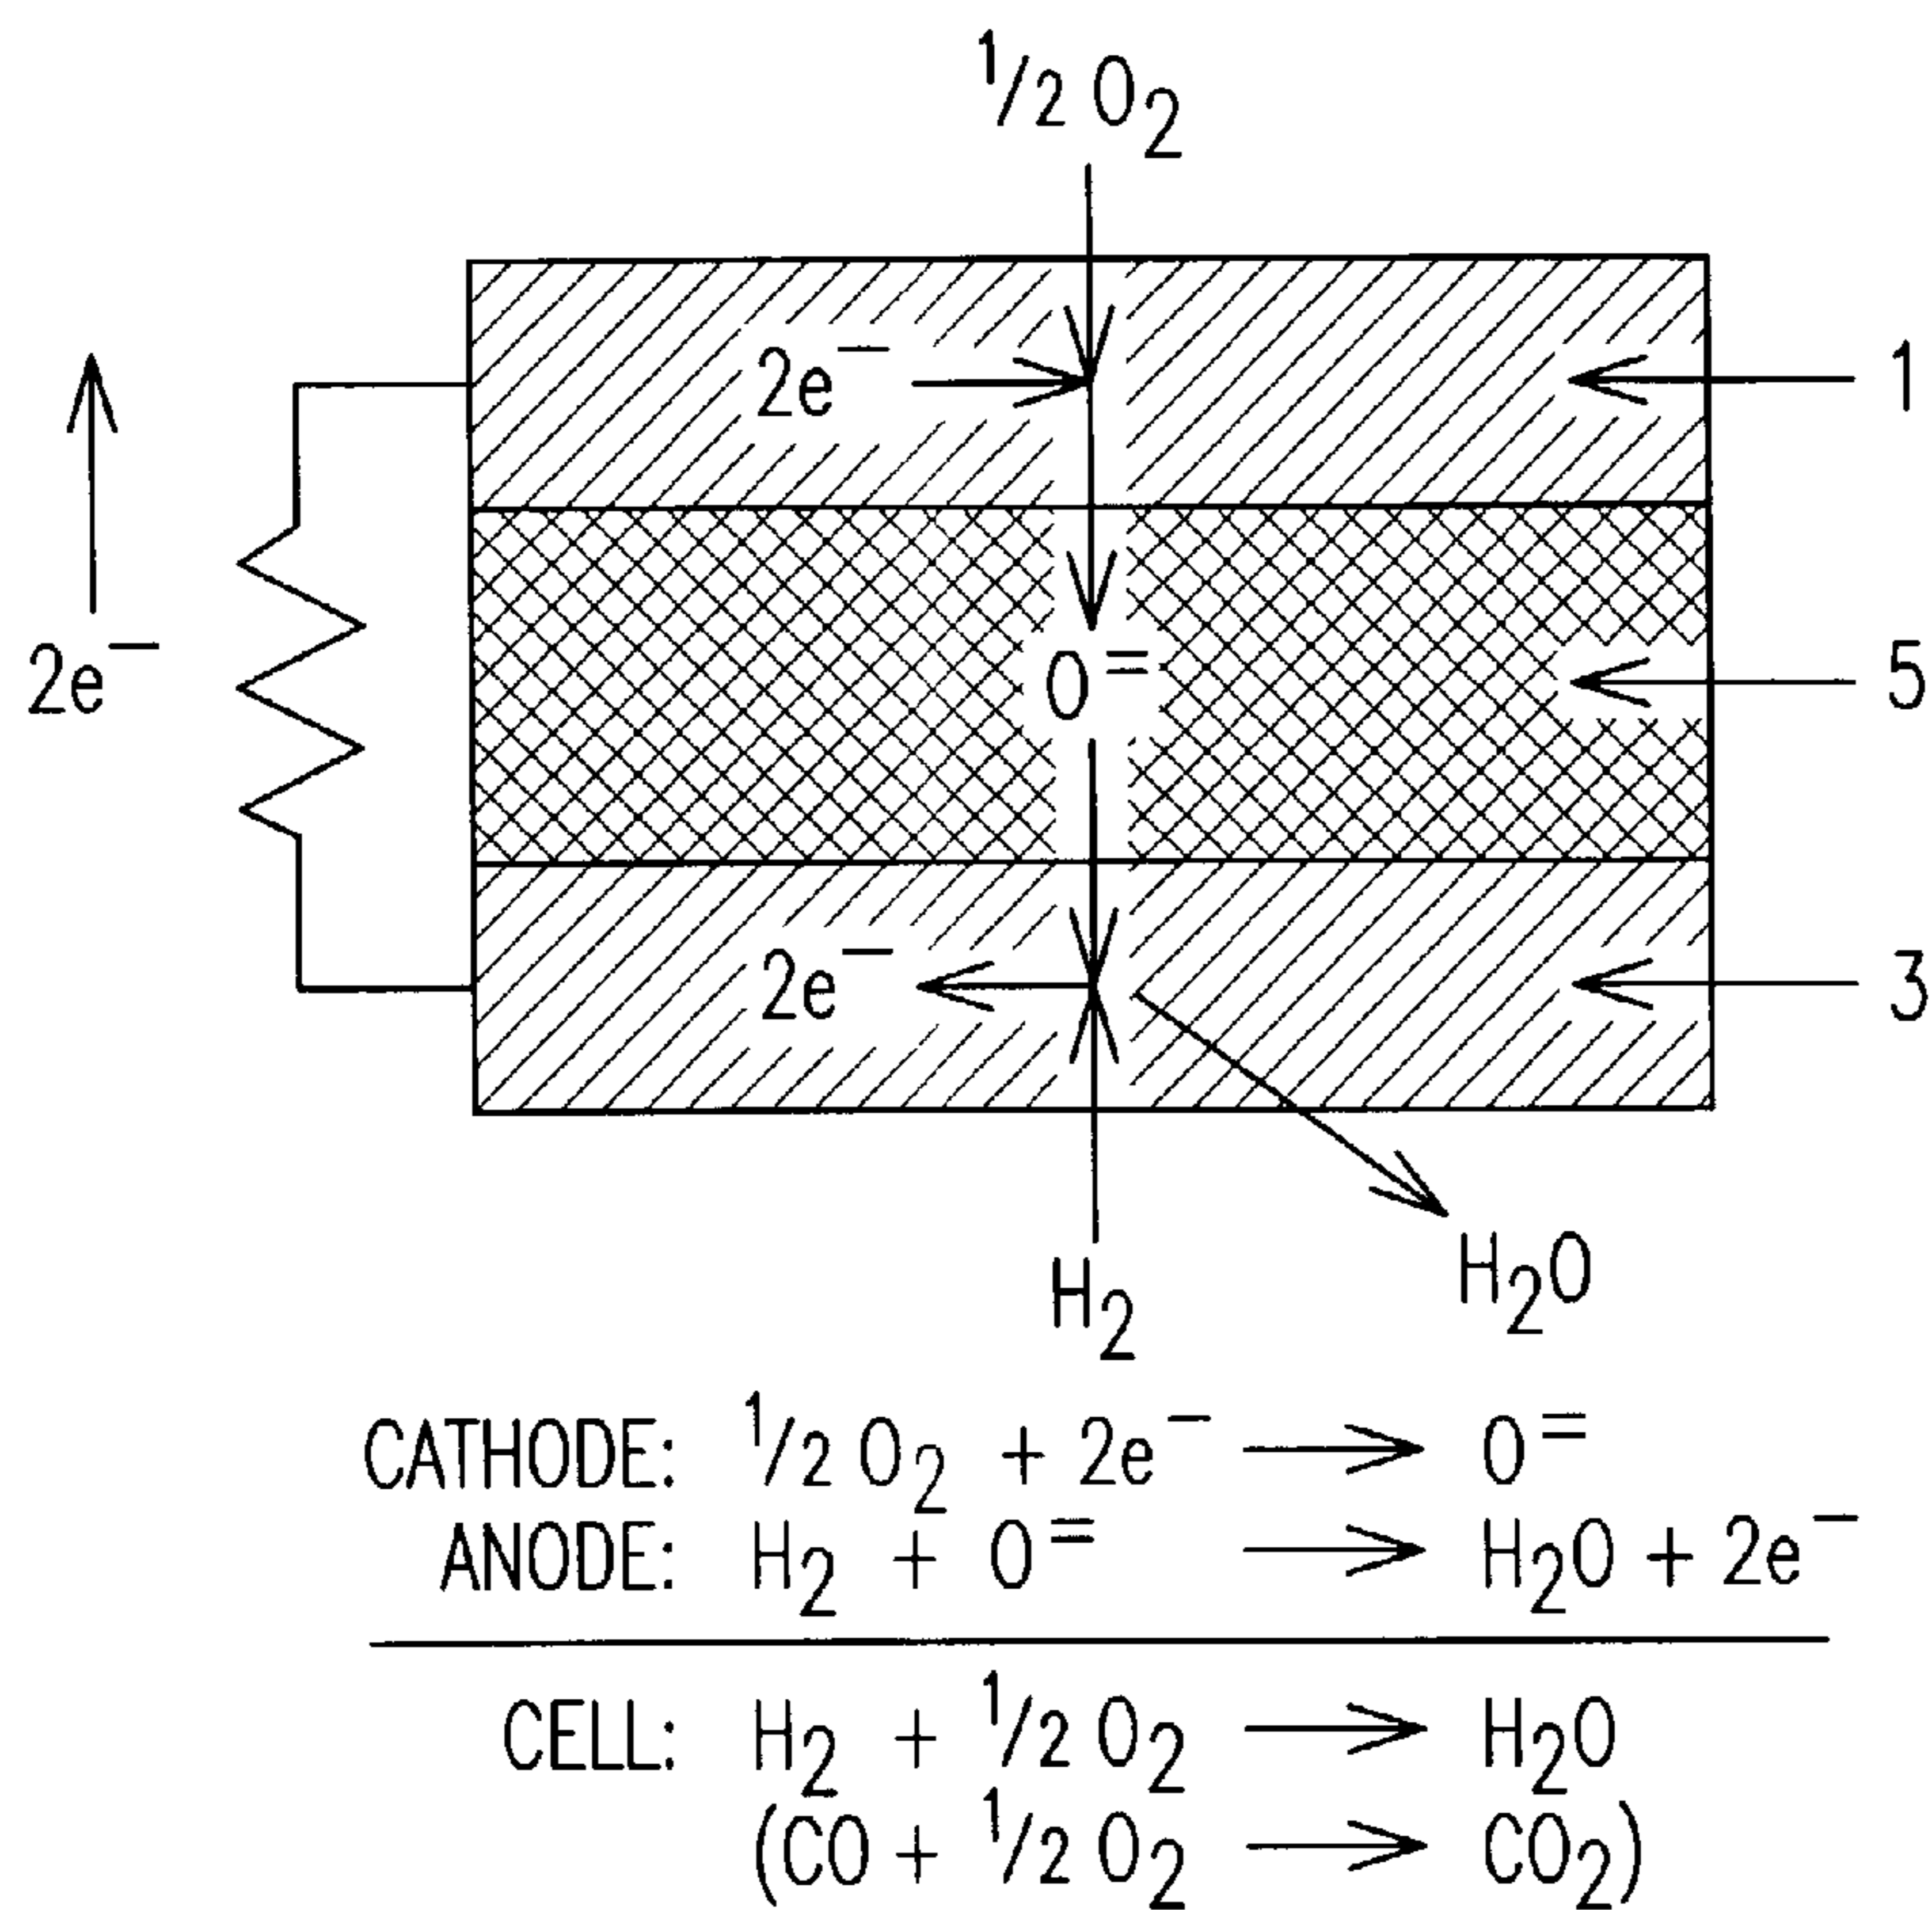 1/2 O2
2e−
1
2e−
O=
5
2e−
3
H2
H2O
CATHODE: 1/2 O2 + 2e− → O=
ANODE: H2 + O= → H2O + 2e−
CELL: H2 + 1/2 O2 → H2O
(CO + 1/2 O2 → CO2)